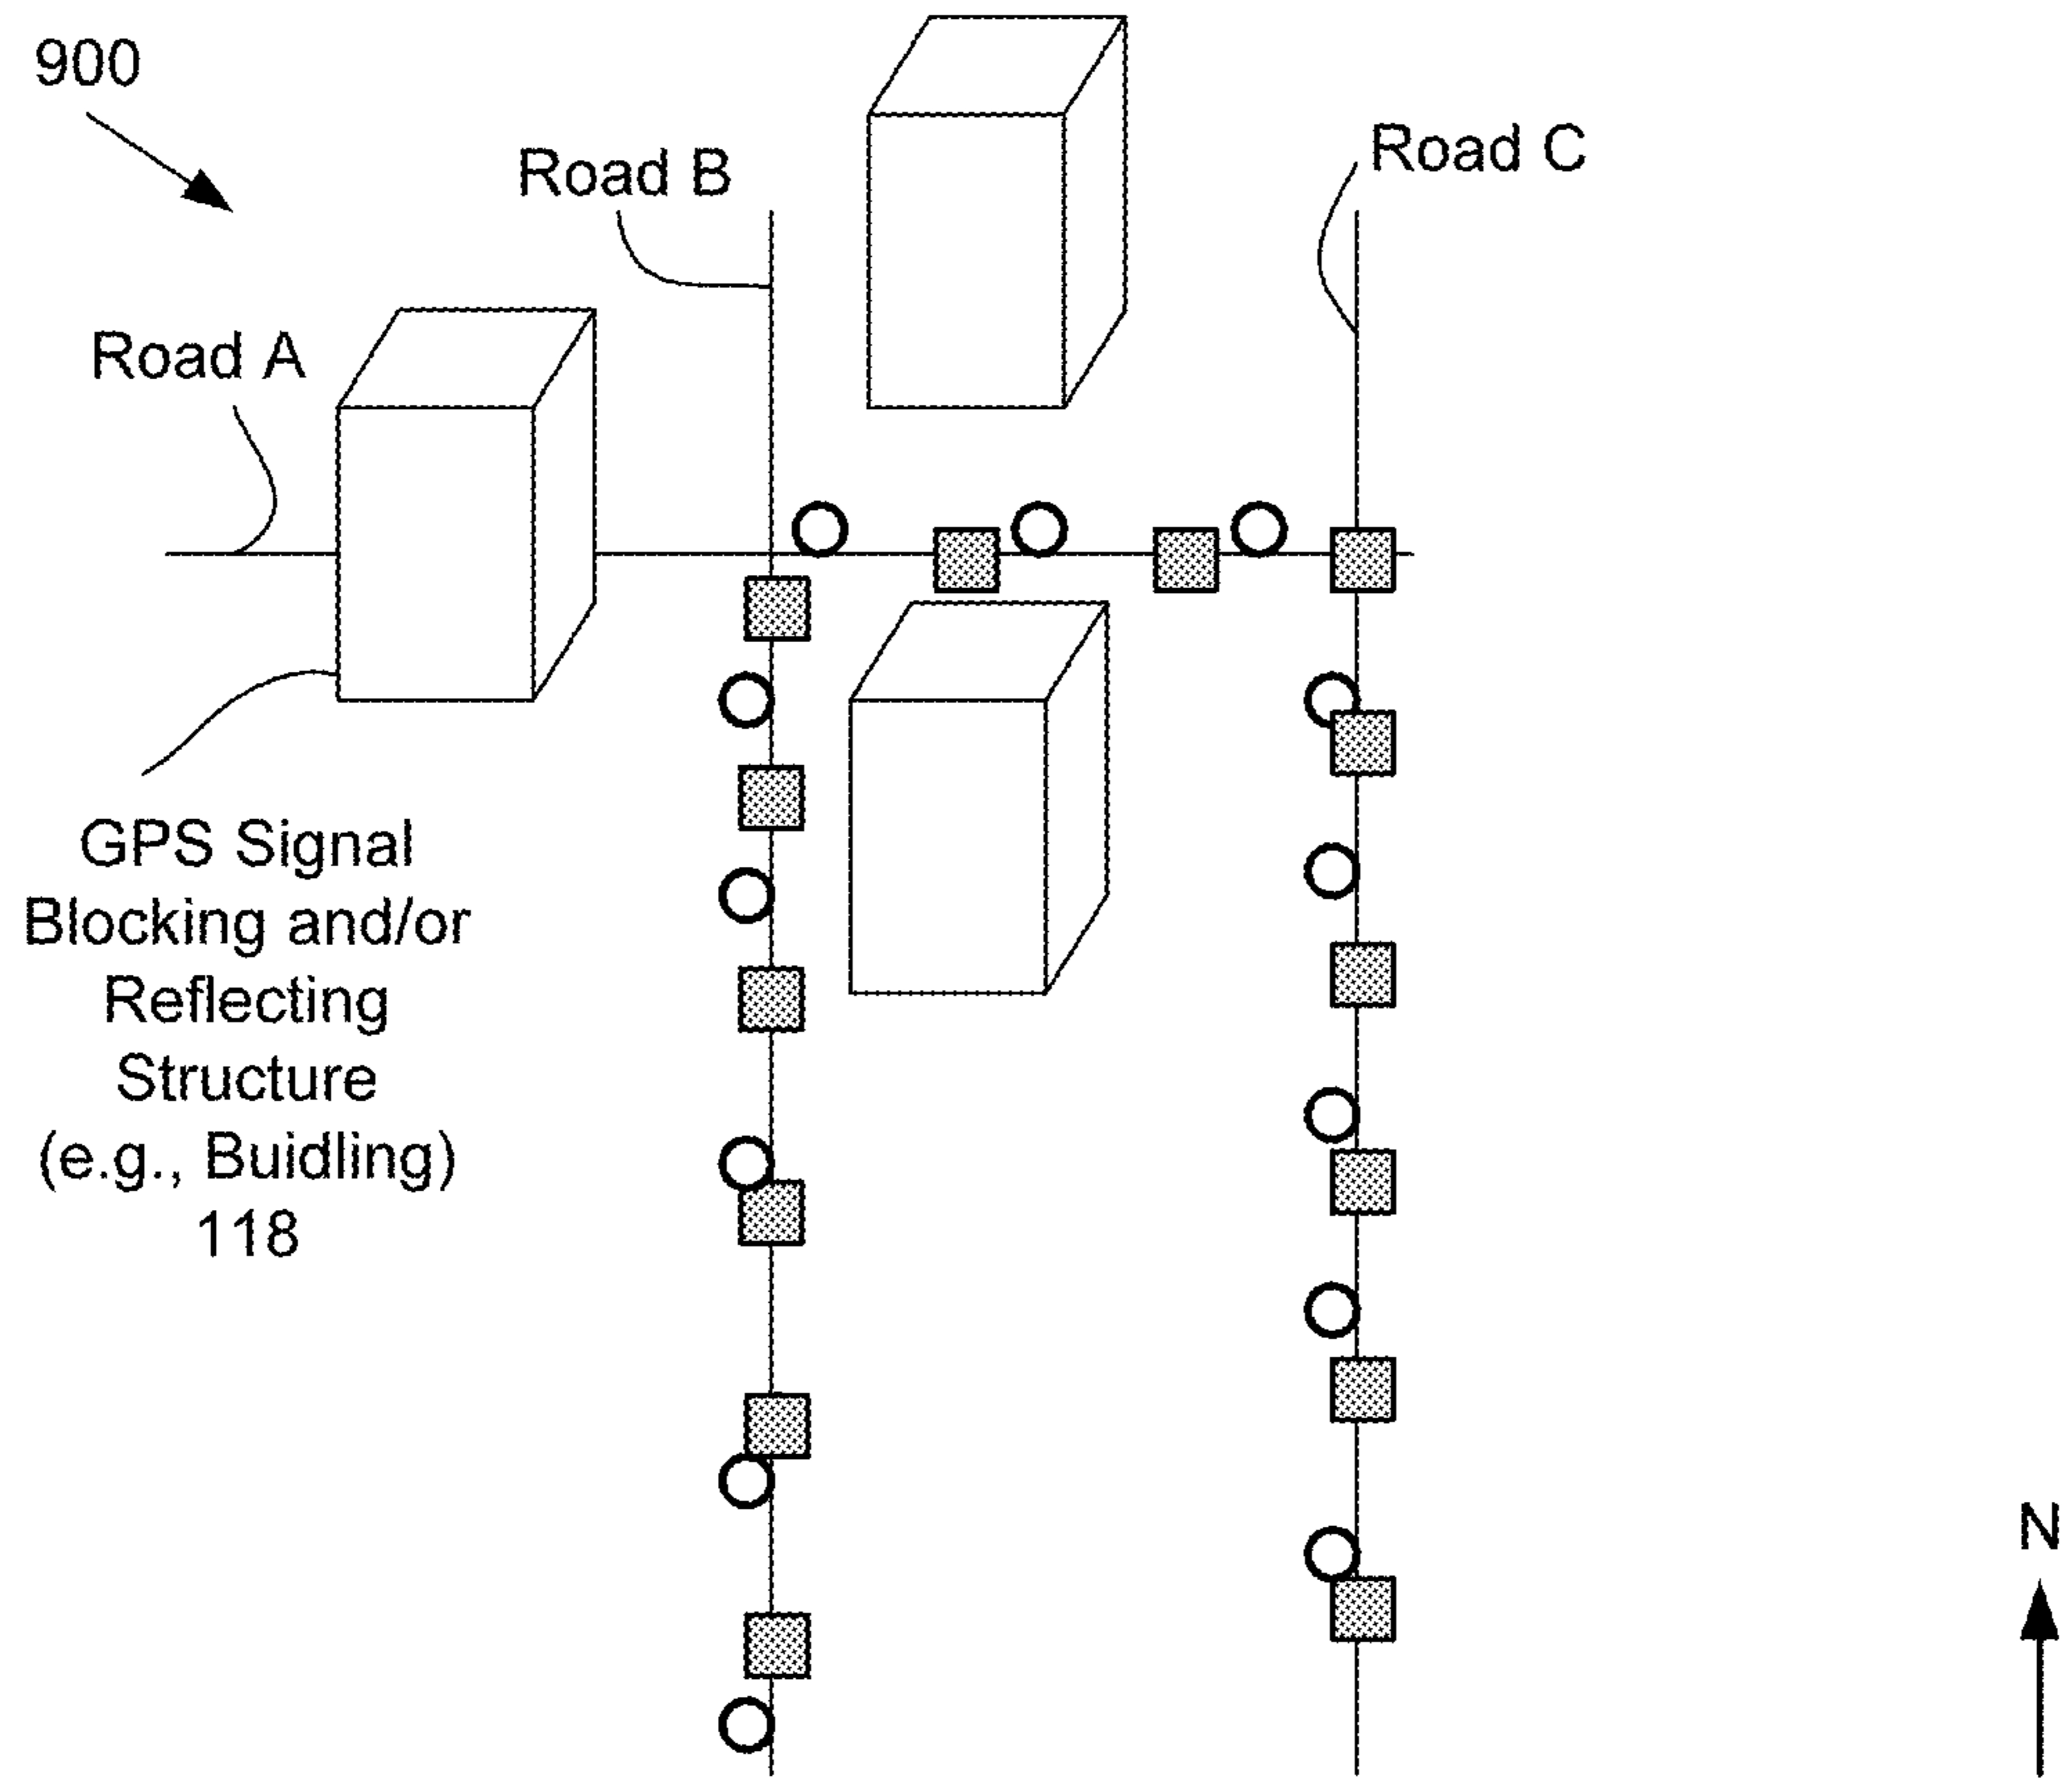 900
Road B
Road C
Road A
GPS Signal
Blocking and/or
Reflecting
Structure
(e.g., Buidling)
118
N